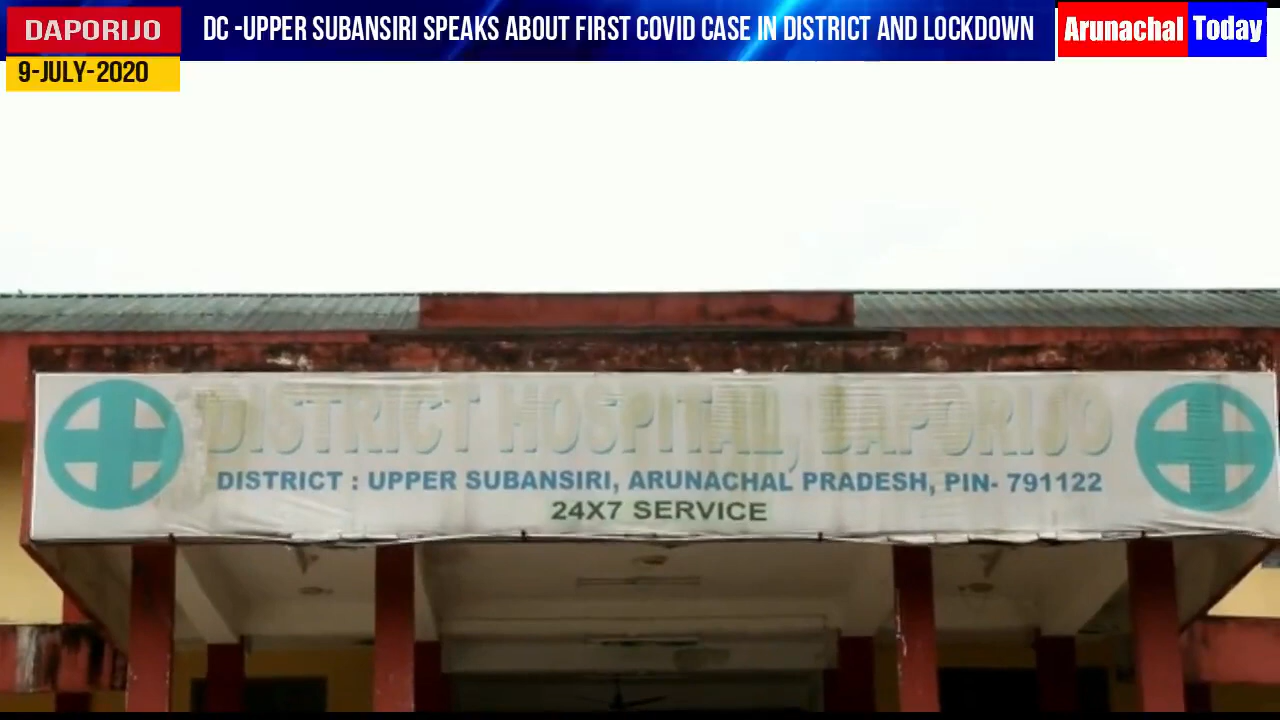 DAPORIJO
DC -UPPER SUBANSIRI SPEAKS ABOUT FIRST COVID CASE IN DISTRICT AND LOCKDOWN
Arunachal Today
9-JULY-2020
DISTRICT HOSPITAL, DAPORIJO
DISTRICT : UPPER SUBANSIRI, ARUNACHAL PRADESH, PIN- 791122
24X7 SERVICE